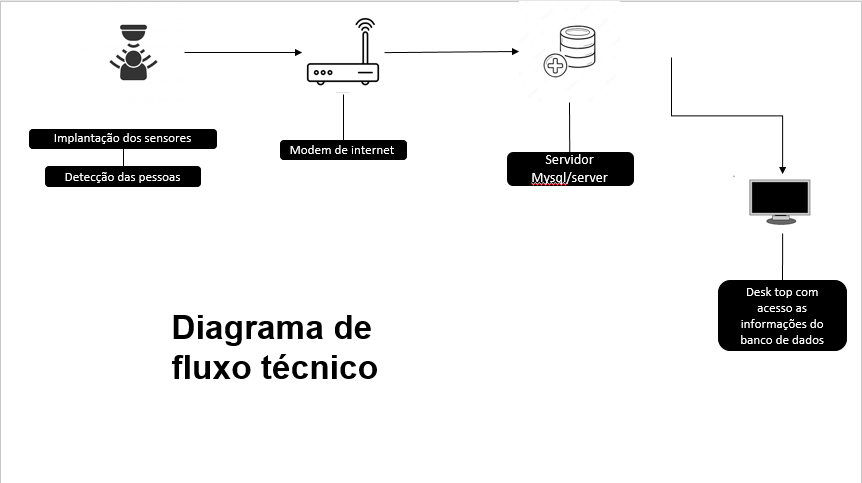 Implantação dos sensores
Detecção das pessoas
Modem de internet
Servidor
Mysql/server
Desk top com
acesso as
informações do
banco de dados
Diagrama de
fluxo técnico